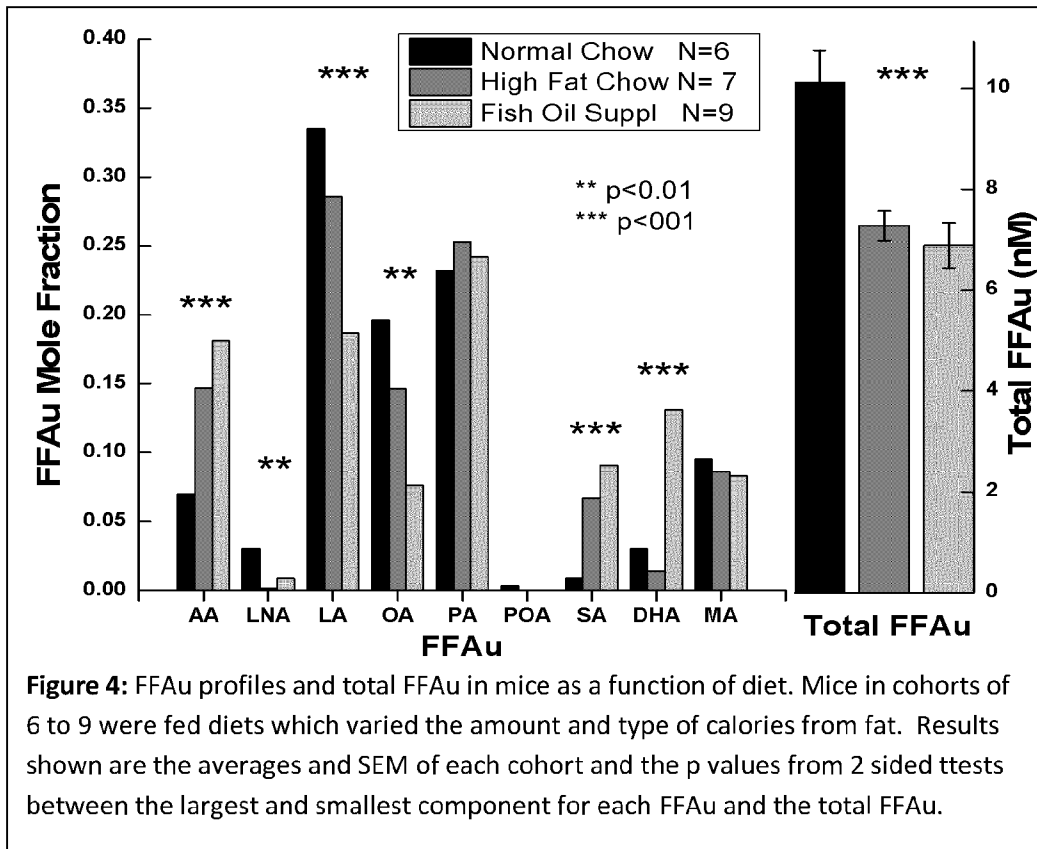 0.40
0.35
0.30
0.25
0.20
0.15
0.10
0.05
0.00
FFAu Mole Fraction
Normal Chow N=6
High Fat Chow N= 7
Fish Oil Suppl N=9
** p<0.01
*** p<001
***
**
***
**
***
***
AA LNA LA OA PA POA SA DHA MA
FFAu
***
10
8
6
4
2
0
Total FFAu (nM)
Total FFAu
Figure 4: FFAu profiles and total FFAu in mice as a function of diet. Mice in cohorts of
6 to 9 were fed diets which varied the amount and type of calories from fat. Results
shown are the averages and SEM of each cohort and the p values from 2 sided ttests
between the largest and smallest component for each FFAu and the total FFAu.